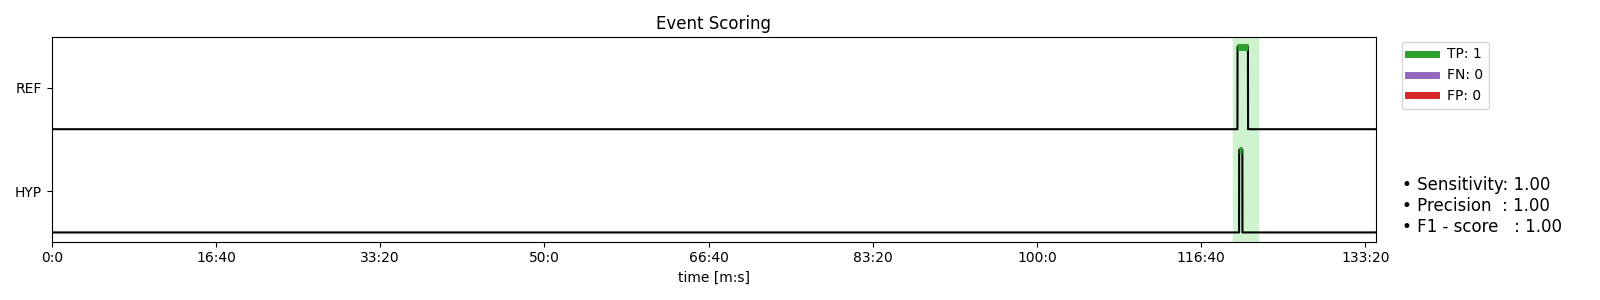 Event Scoring
REF
HYP
0:0
16:40
33:20
50:0
66:40
83:20
100:0
116:40
133:20
time [m:s]
TP: 1
FN: 0
FP: 0
• Sensitivity: 1.00
• Precision : 1.00
• F1 - score : 1.00